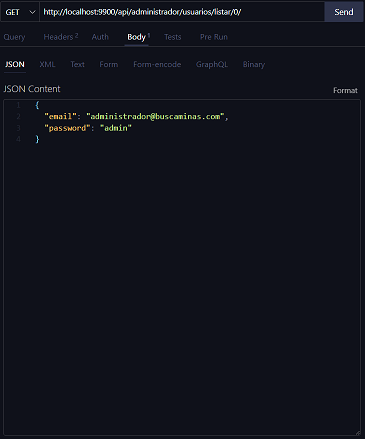 GET http://localhost:9900/api/administrador/usuarios/listar/0/ Send
Query Headers 2 Auth Body 1 Tests Pre Run
JSON XML Text Form Form-encode GraphQL Binary
JSON Content Format
1 {
2 "email": "administrador@buscaminas.com",
3 "password": "admin"
4 }